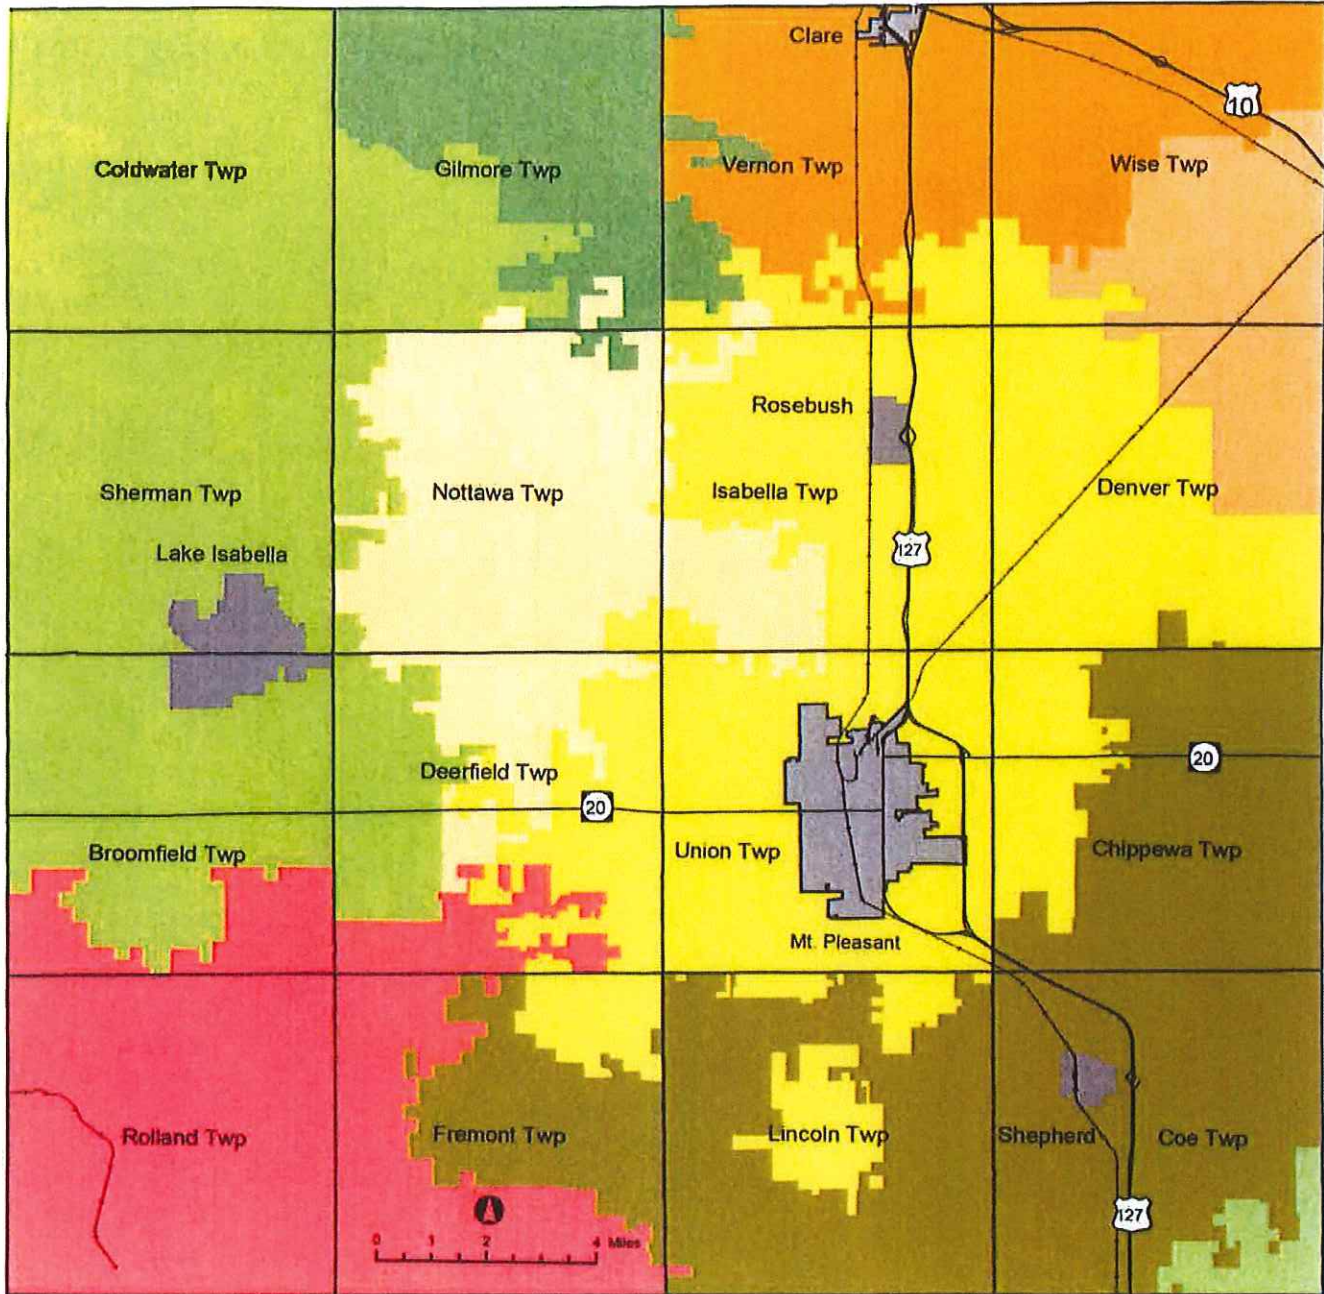 Clare
10
Coldwater Twp
Gilmore Twp
Vernon Twp
Wise Twp
Rosebush
Sherman Twp
Nottawa Twp
Isabella Twp
Denver Twp
Lake Isabella
127
Deerfield Twp
20
20
Broomfield Twp
Union Twp
Chippewa Twp
Mt. Pleasant
Rolland Twp
Fremont Twp
Lincoln Twp
Shepherd
Coe Twp
127
0 1 2 4 Miles